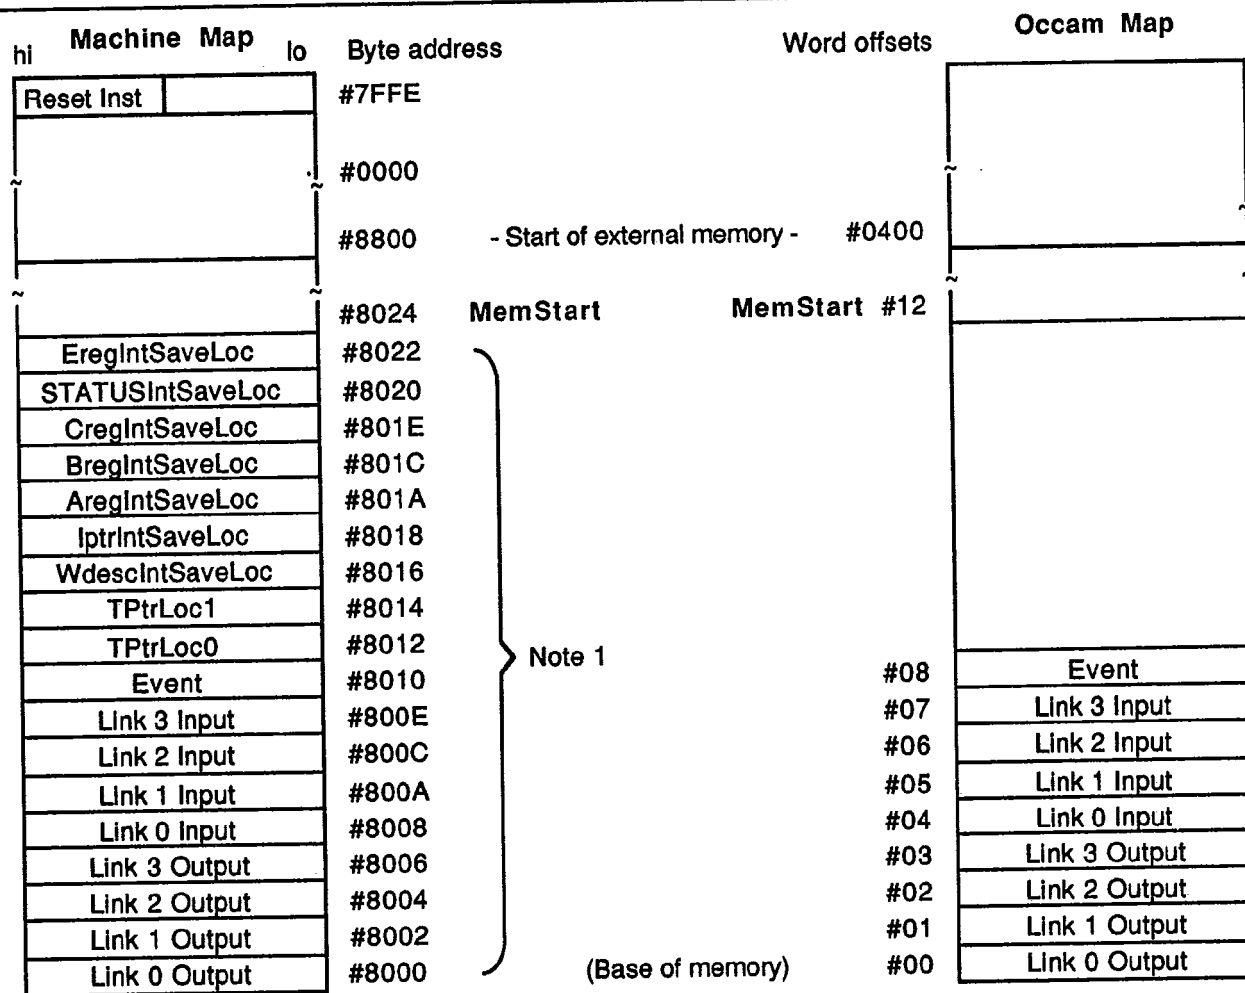 Machine Map
Occam Map
hi lo Byte address Word offsets
Reset Inst #7FFE
#0000
#8800 - Start of external memory - #0400
#8024 MemStart MemStart #12
EregIntSaveLoc #8022
STATUSIntSaveLoc #8020
CregIntSaveLoc #801E
BregIntSaveLoc #801C
AregIntSaveLoc #801A
IptrIntSaveLoc #8018
WdescIntSaveLoc #8016
TPtrLoc1 #8014
TPtrLoc0 #8012
Note 1
Event #8010 #08 Event
Link 3 Input #800E #07 Link 3 Input
Link 2 Input #800C #06 Link 2 Input
Link 1 Input #800A #05 Link 1 Input
Link 0 Input #8008 #04 Link 0 Input
Link 3 Output #8006 #03 Link 3 Output
Link 2 Output #8004 #02 Link 2 Output
Link 1 Output #8002 #01 Link 1 Output
Link 0 Output #8000 (Base of memory) #00 Link 0 Output